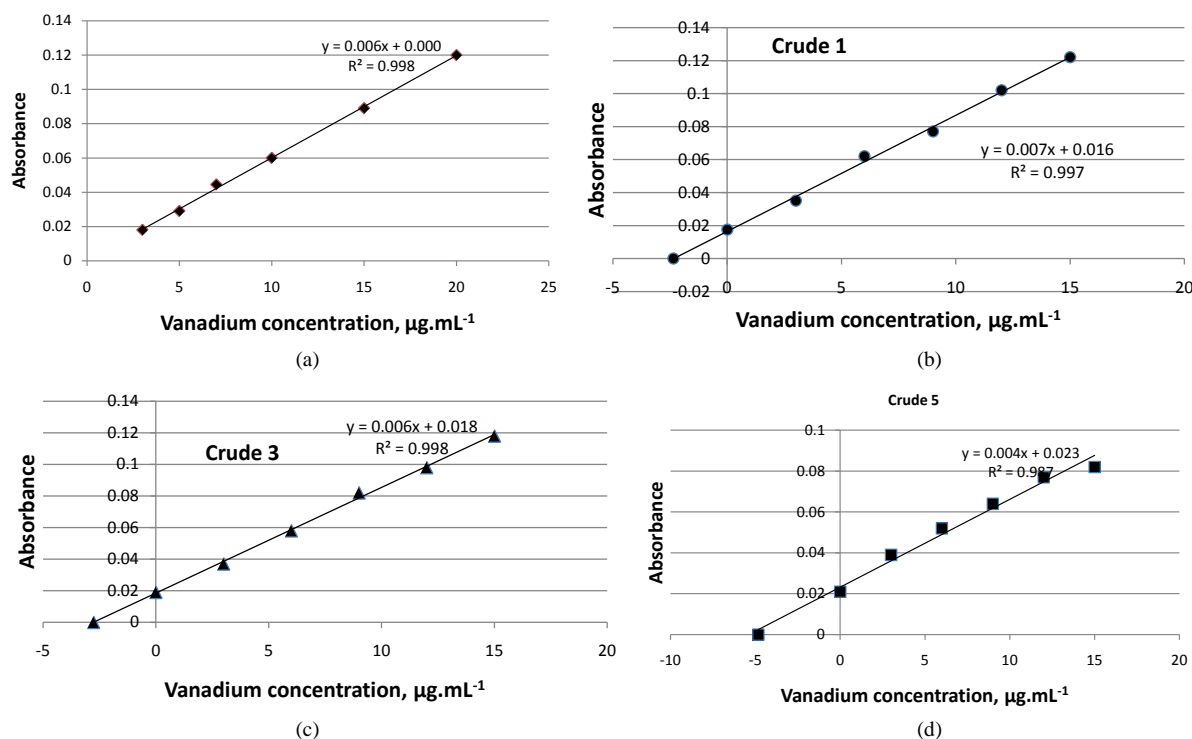 0.14
0.12
0.1
0.08
0.06
0.04
0.02
0
Absorbance
y = 0.006x + 0.000
R² = 0.998
0 5 10 15 20 25
Vanadium concentration, µg.mL-1
(a)
Crude 1
0.14
0.12
0.1
0.08
0.06
0.04
0.02
0
-0.02
Absorbance
y = 0.007x + 0.016
R² = 0.997
-5 0 5 10 15 20
Vanadium concentration, µg.mL-1
(b)
Crude 3
0.14
0.12
0.1
0.08
0.06
0.04
0.02
0
Absorbance
y = 0.006x + 0.018
R² = 0.998
-5 0 5 10 15 20
Vanadium concentration, µg.mL-1
(c)
Crude 5
0.1
0.08
0.06
0.04
0.02
0
Absorbance
y = 0.004x + 0.023
R² = 0.987
-10 -5 0 5 10 15 20
Vanadium concentration, µg.mL-1
(d)